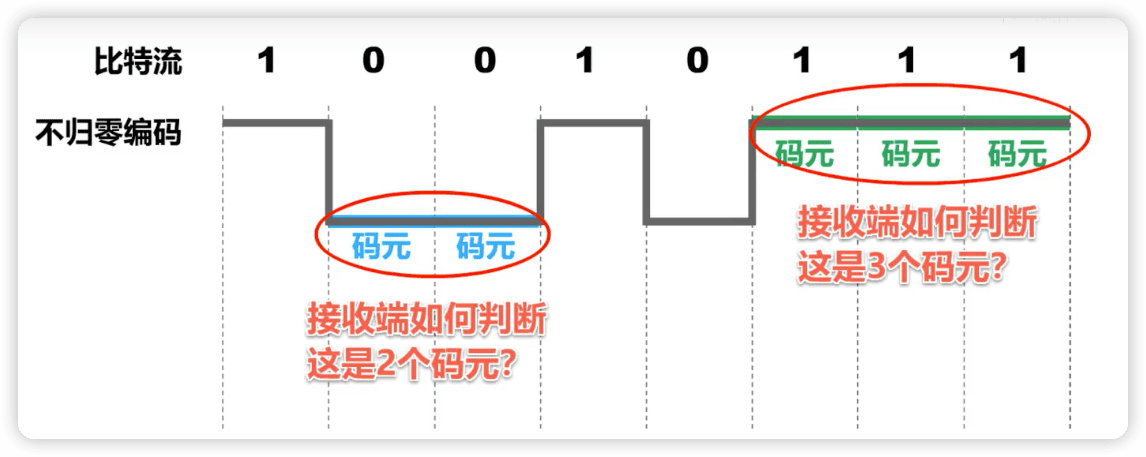 比特流 1 0 0 1 0 1 1 1
不归零编码
码元 码元 码元
码元 码元
接收端如何判断
这是3个码元?
接收端如何判断
这是2个码元?